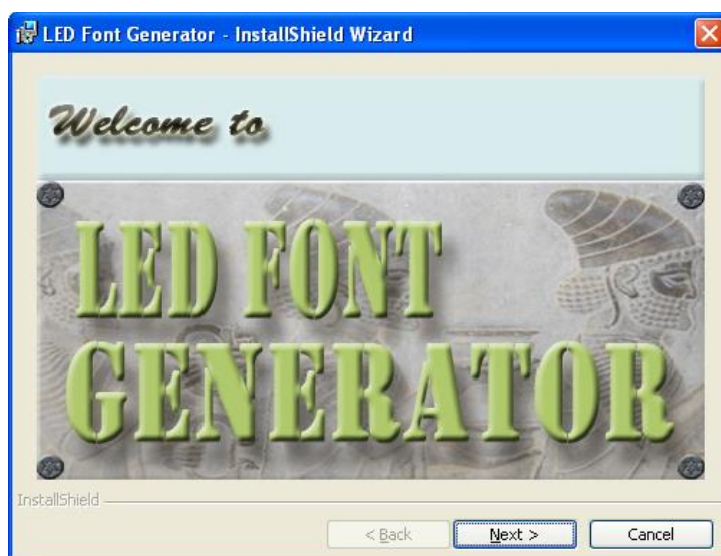 LED Font Generator - InstallShield Wizard
Welcome to
LED FONT
GENERATOR
InstallShield
< Back
Next >
Cancel